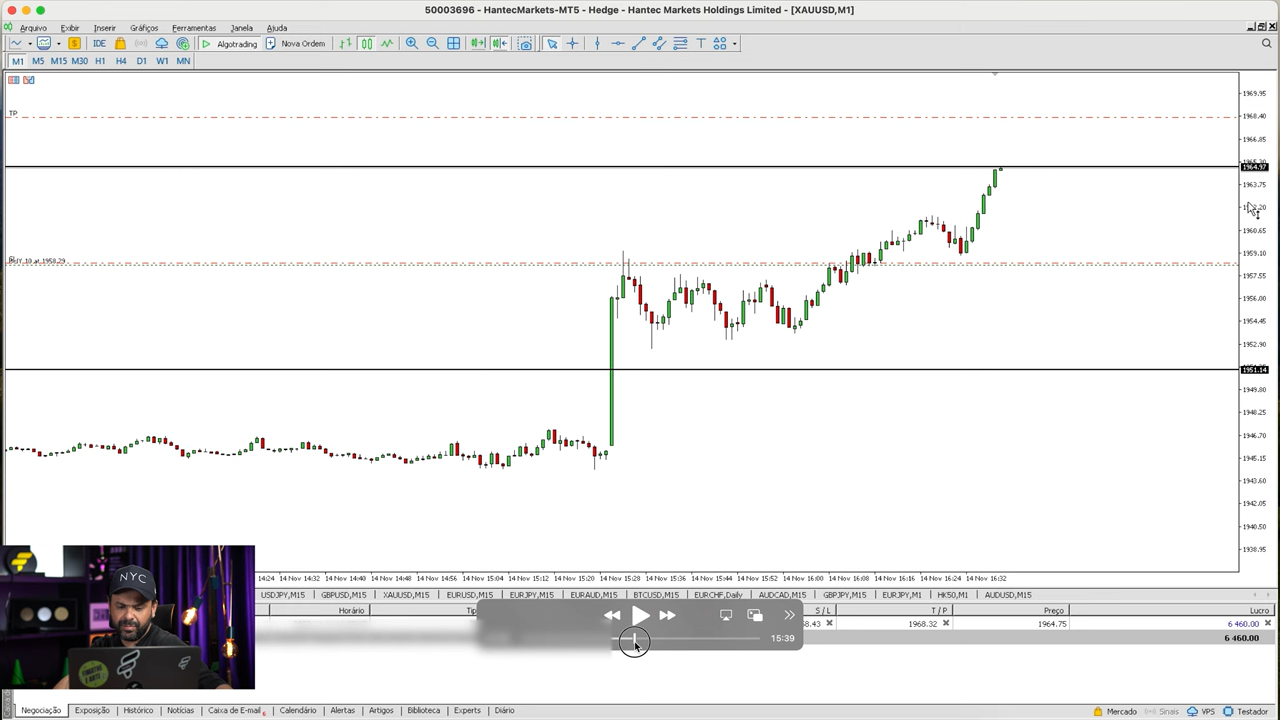 50003696 - HantecMarkets-MT5 - Hedge - Hantec Markets Holdings Limited - [XAUUSD,M1]
Arquivo Exibir Inserir Gráficos Ferramentas Janela Ajuda
IDE Algotrading Nova Ordem
M1 M5 M15 M30 H1 H4 D1 W1 MN
TP
BUY 10 at 1958.29
1969.95
1968.40
1966.85
1964.97
1963.75
1960.65
1959.10
1957.55
1956.00
1954.45
1952.90
1951.14
1949.80
1948.25
1946.70
1945.15
1943.60
1942.05
1940.50
1938.95
14:24 14 Nov 14:32 14 Nov 14:40 14 Nov 14:48 14 Nov 14:56 14 Nov 15:04 14 Nov 15:12 14 Nov 15:20 14 Nov 15:28 14 Nov 15:36 14 Nov 15:44 14 Nov 15:52 14 Nov 16:00 14 Nov 16:08 14 Nov 16:16 14 Nov 16:24 14 Nov 16:32
USDJPY,M15 GBPUSD,M15 XAUUSD,M15 EURUSD,M15 EURJPY,M15 EURAUD,M15 BTCUSD,M15 EURCHF,Daily AUDCAD,M15 GBPJPY,M15 EURJPY,M1 HK50,M1 AUDUSD,M15
Horário S / L T / P Preço Lucro
1968.32 1964.75 6 460.00
15:39
6 460.00
NYC
Negociação Exposição Histórico Notícias Caixa de E-mail Calendário Alertas Artigos Biblioteca Experts Diário
Mercado Sinais VPS Testador